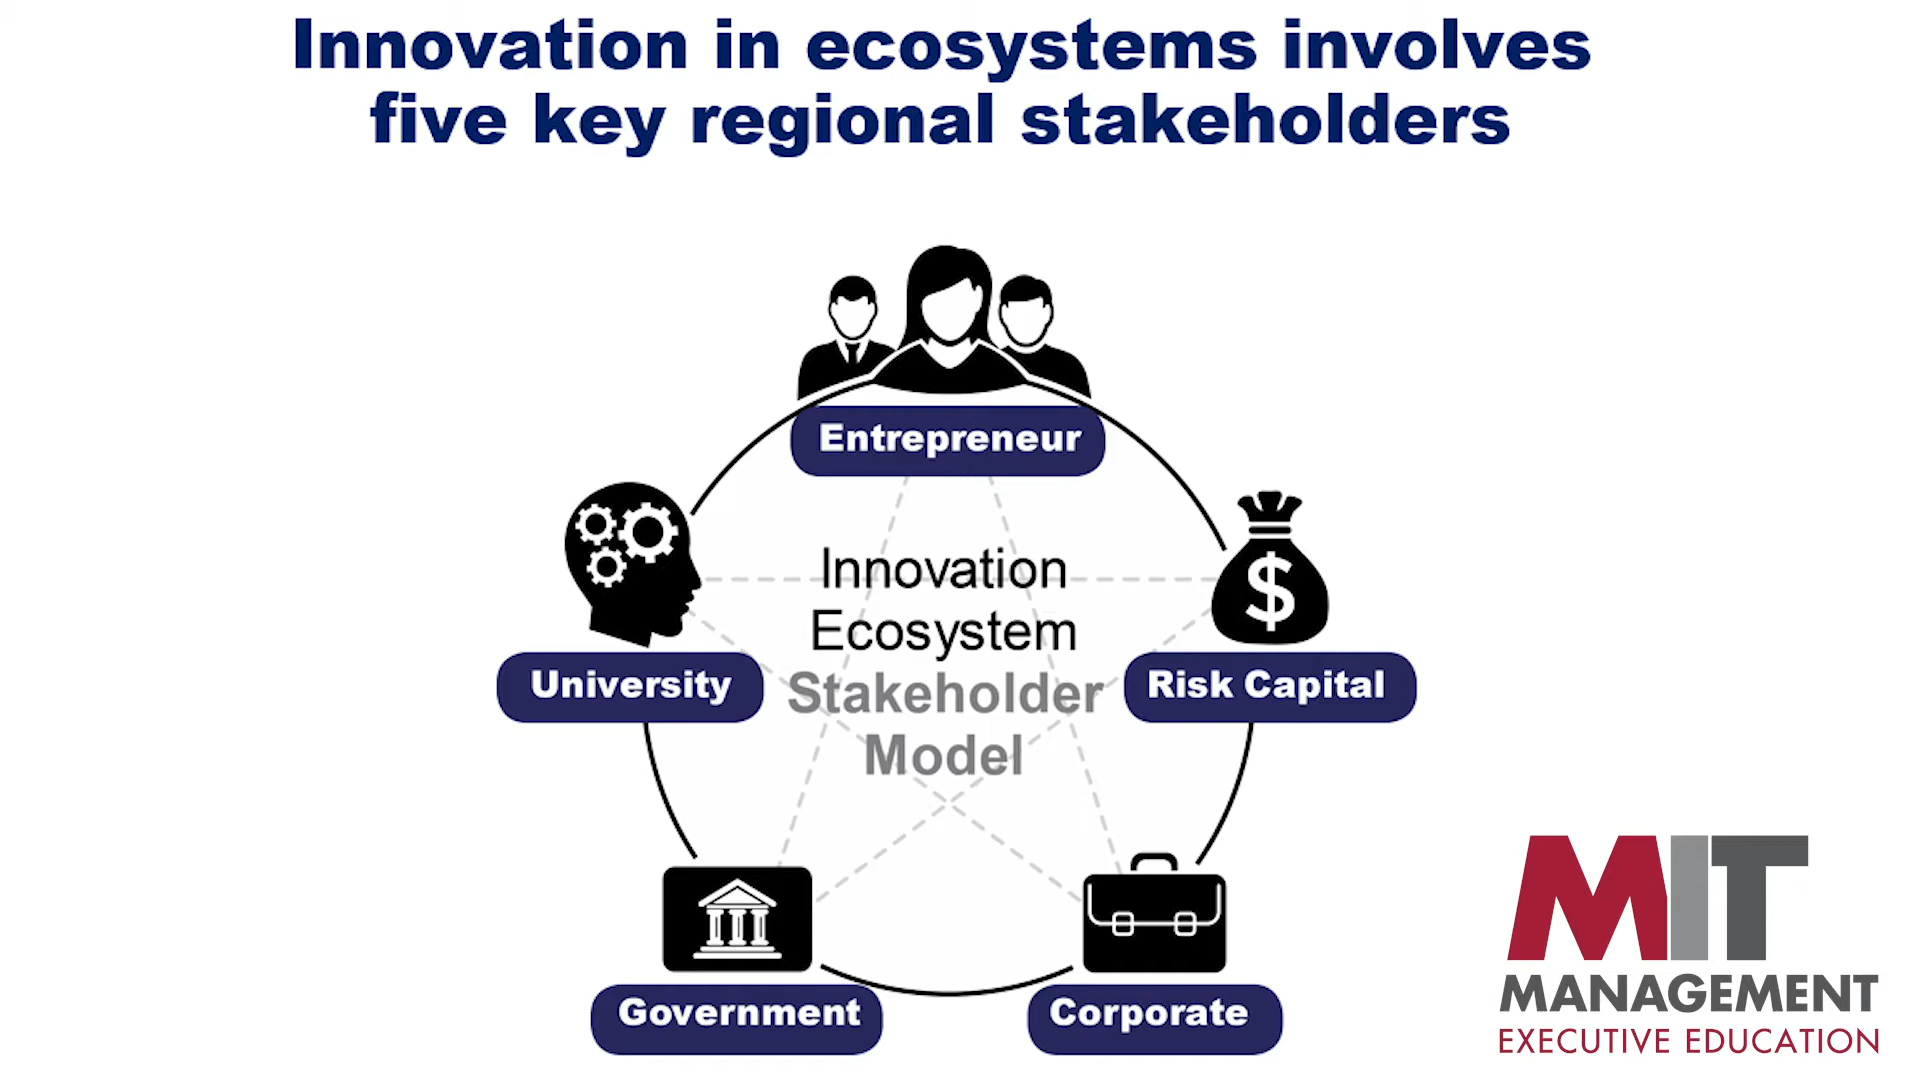 Innovation in ecosystems involves
five key regional stakeholders
Entrepreneur
Innovation
Ecosystem
Stakeholder
Model
University
Risk Capital
$
Government
Corporate
MIT
MANAGEMENT
EXECUTIVE EDUCATION